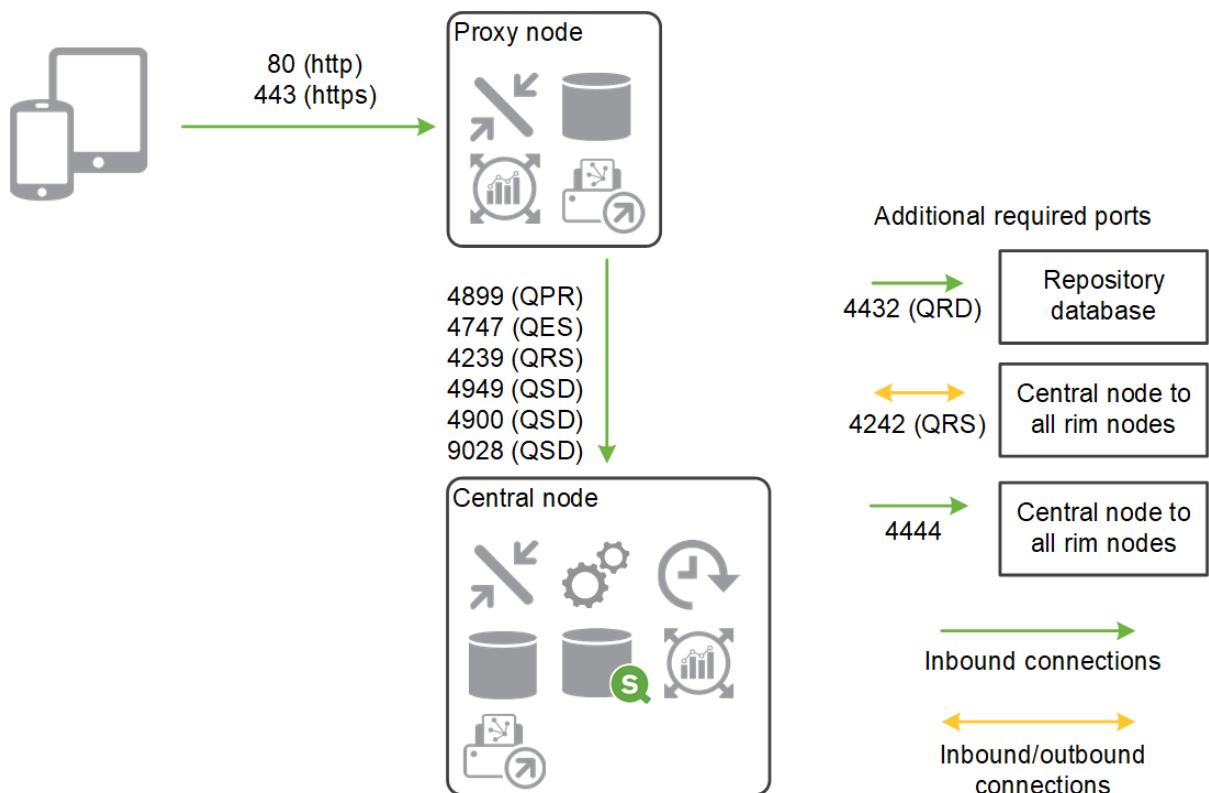 Proxy node
80 (http)
443 (https)
4899 (QPR)
4747 (QES)
4239 (QRS)
4949 (QSD)
4900 (QSD)
9028 (QSD)
Central node
S
Additional required ports
4432 (QRD)
Repository
database
4242 (QRS)
Central node to
all rim nodes
4444
Central node to
all rim nodes
Inbound connections
Inbound/outbound
connections